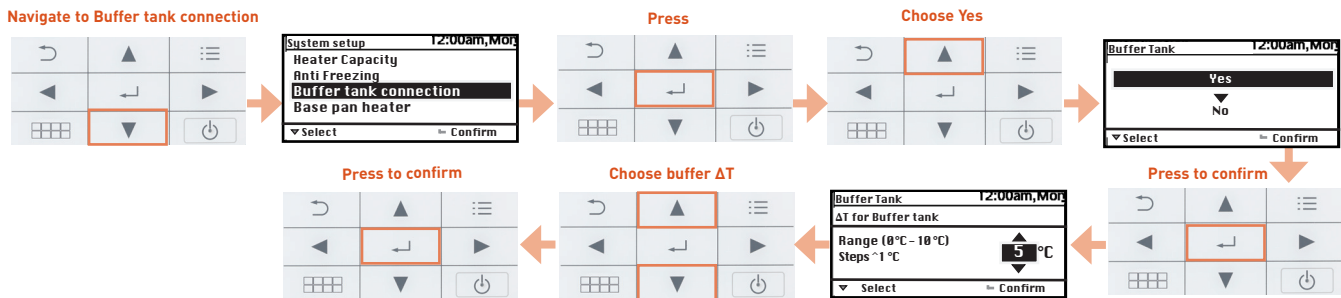 Navigate to Buffer tank connection
System setup 12:00am,Mon
Heater Capacity
Anti Freezing
Buffer tank connection
Base pan heater
Select Confirm
Press
Choose Yes
Buffer Tank 12:00am,Mon
Yes
No
Select Confirm
Press to confirm
Buffer Tank 12:00am,Mon
ΔT for Buffer tank
Range (0°C - 10°C)
Steps ^1 °C
5 °C
Select Confirm
Choose buffer ΔT
Press to confirm